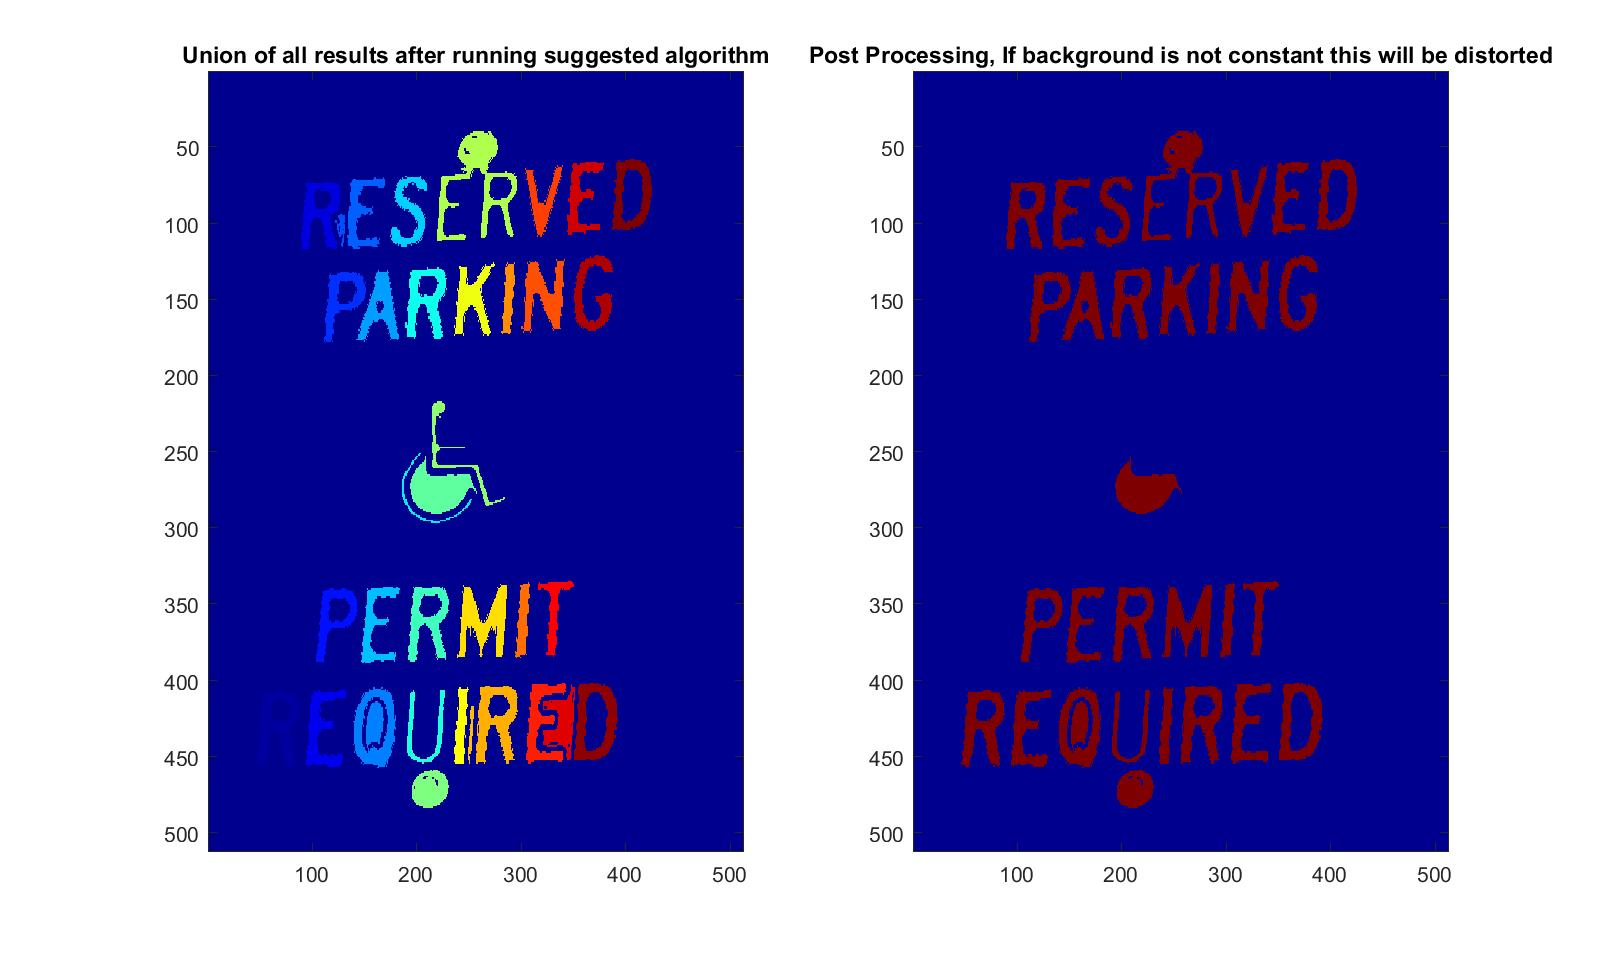 Union of all results after running suggested algorithm
50
100
150
200
250
300
350
400
450
500
100 200 300 400 500
RESERVED
PARKING
PERMIT
REQUIRED
Post Processing, If background is not constant this will be distorted
50
100
150
200
250
300
350
400
450
500
100 200 300 400 500
RESERVED
PARKING
PERMIT
REQUIRED